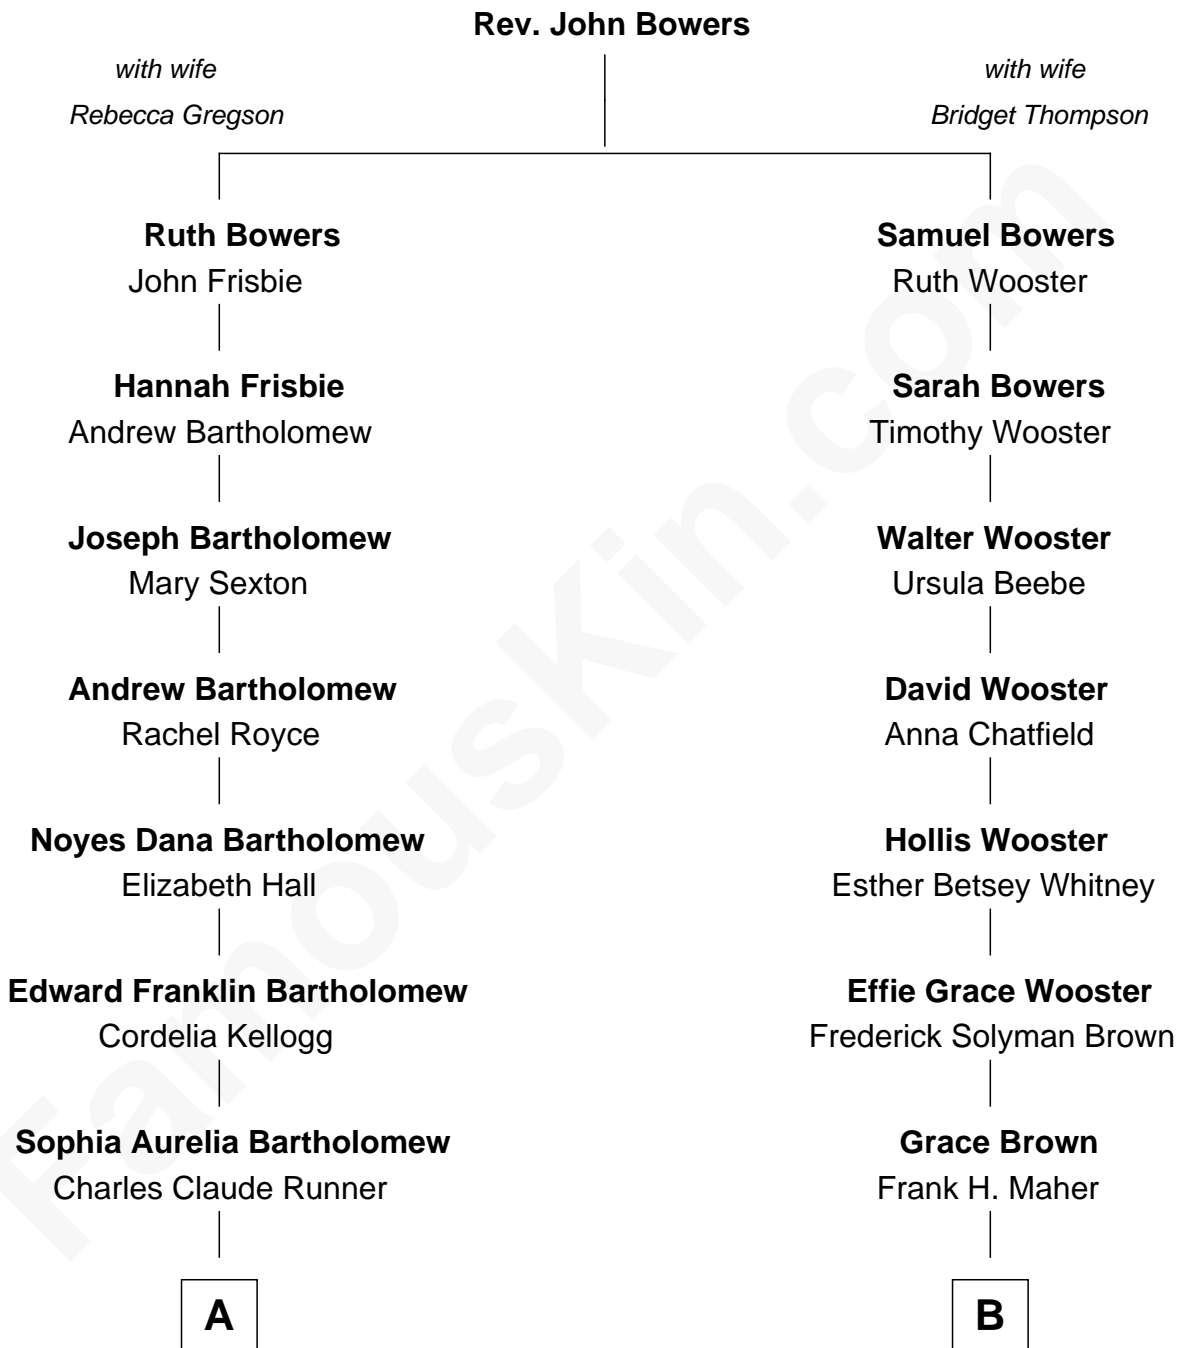 Rev. John Bowers
with wife
Rebecca Gregson
with wife
Bridget Thompson
Ruth Bowers
John Frisbie
Samuel Bowers
Ruth Wooster
Hannah Frisbie
Andrew Bartholomew
Sarah Bowers
Timothy Wooster
Joseph Bartholomew
Mary Sexton
Walter Wooster
Ursula Beebe
Andrew Bartholomew
Rachel Royce
David Wooster
Anna Chatfield
Noyes Dana Bartholomew
Elizabeth Hall
Hollis Wooster
Esther Betsey Whitney
Edward Franklin Bartholomew
Cordelia Kellogg
Effie Grace Wooster
Frederick Solyman Brown
Sophia Aurelia Bartholomew
Charles Claude Runner
Grace Brown
Frank H. Maher
A
B
FamousKin.com